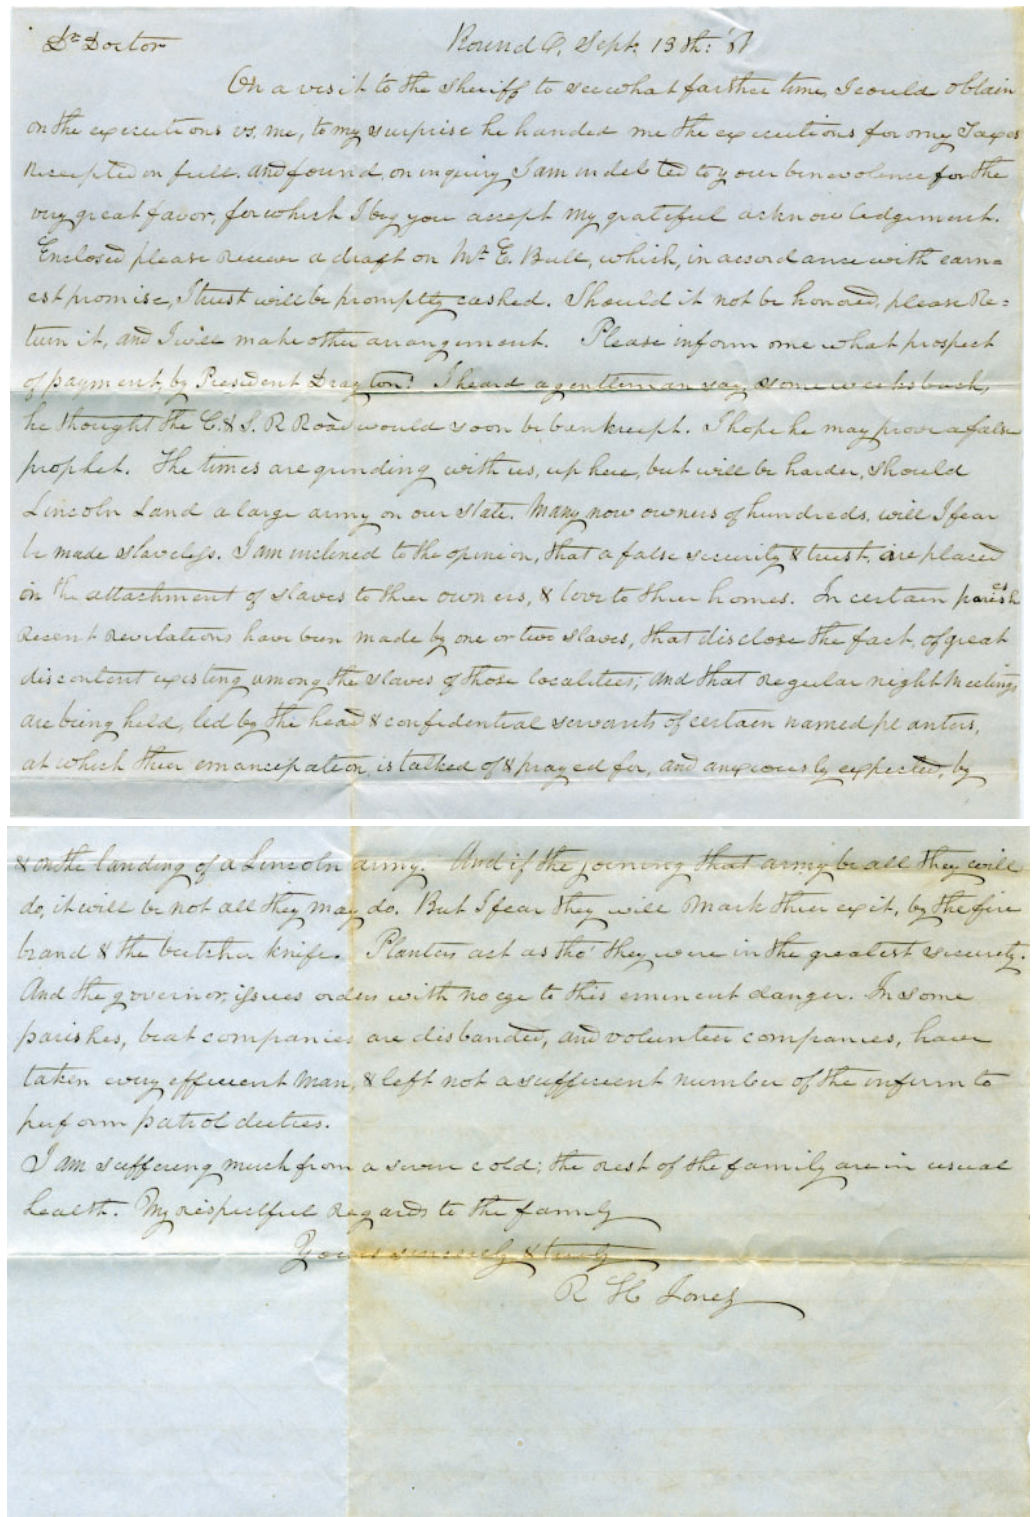 Dr Doctor Round O, Sept. 13th: '61
On a visit to the sheriff to see what farther time, I could obtain
on the executions vs. me, to my surprise he handed me the executions for my Taxes
Receipted in full. And found, on inquiry I am indebted to your benevolence for the
very great favor, for which I beg you accept my grateful acknowledgement.
Enclosed please receive a draft on Mr. E. Bull, which, in accordance with earn=
est promise, I trust will be promptly cashed. Should it not be honored, please Re=
turn it, and I will make other arrangement. Please inform me what prospect
of payment, by President Drayton? I heard a gentleman say, some weeks back,
he thought the C. & S. R Road would soon be bankrupt. I hope he may prove a false
prophet. The times are grinding with us, up here, but will be harder, should
Lincoln Land a large army on our state. Many now owners of hundreds, will I fear
be made slaveless. I am inclined to the opinion, that a false security & trust, are placed
on the attachment of slaves to their owners, & love to their homes. In certain
recent revelations have been made by one or two slaves, that disclose the fact, of great
discontent existing among the slaves of those localities; And that regular night meetings
are being held, led by the head & confidential servants of certain named planters,
at which their emancipation, is talked of & prayed for, and anxiously expected, by
& on the landing of a Lincoln army. And if the joining that army be all they will
do, it will be not all they may do. But I fear they will mark their exit, by the fire
brand & the butcher knife. Planters act as tho' they were in the greatest security.
And the governor, issues orders with no eye to this eminent danger. In some
parishes, beat companies are disbanded, and volunteer companies, have
taken every efficient man, & left not a sufficient number of the infirm to
perform patrol duties.
I am suffering much from a severe cold; the rest of the family are in usual
health. My respectful regards to the family
Yours sincerely & truly
R H Jones